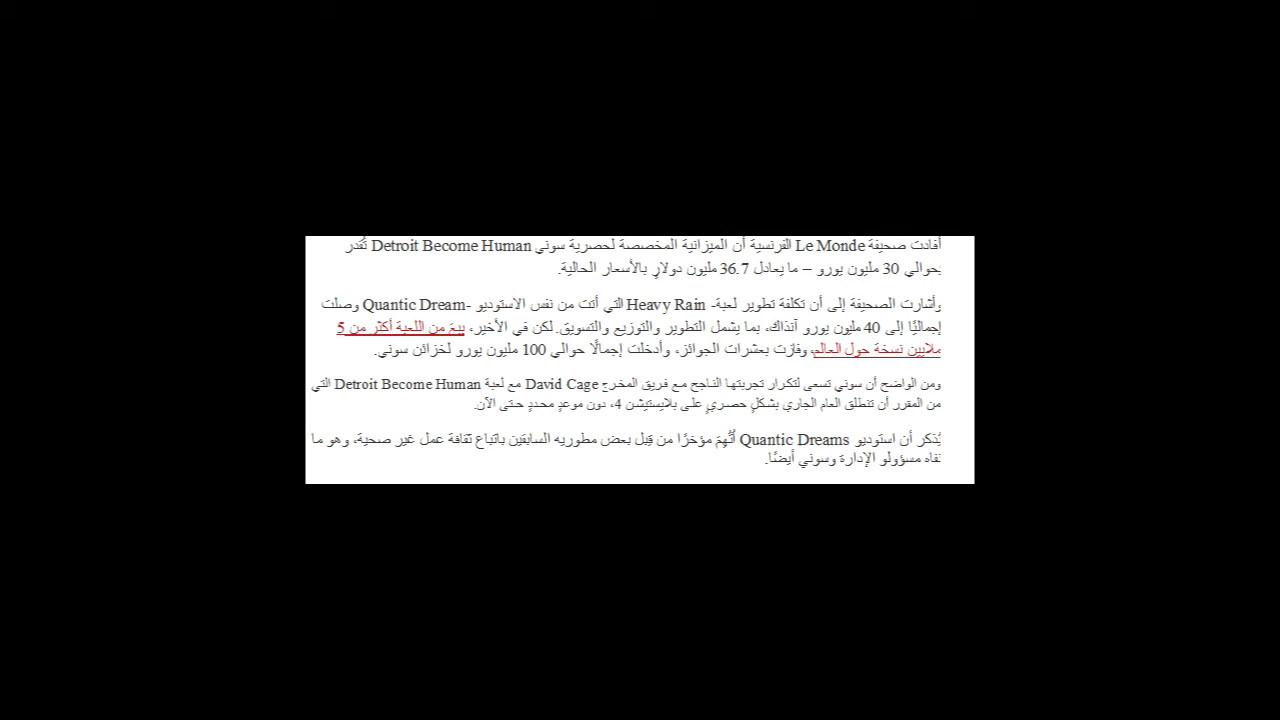 أفادت صحيفة Le Monde الفرنسية أن الميزانية المخصصة لحصرية سوني Detroit Become Human تُقدر
بحوالي 30 مليون يورو – ما يعادل 36.7 مليون دولارٍ بالأسعار الحالية.
وأشارت الصحيفة إلى أن تكلفة تطوير لعبة- Heavy Rain التي أتت من نفس الاستوديو -Quantic Dream وصلت
إجماليًا إلى 40 مليون يورو آنذاك، بما يشمل التطوير والتوزيع والتسويق. لكن في الأخير، بيعَ من اللعبة أكثر من 5
ملايين نسخة حول العالم، وفازت بعشرات الجوائز، وأدخلت إجمالًا حوالي 100 مليون يورو لخزائن سوني.
ومن الواضح أن سوني تسعى لتكرار تجربتها الناجح مع فريق المخرج David Cage مع لعبة Detroit Become Human التي
من المقرر أن تنطلق العام الجاري بشكلٍ حصريٍ على بلايستيشن 4، دون موعدٍ محددٍ حتى الآن.
يُذكر أن استوديو Quantic Dreams أُتُّهِمَ مؤخرًا من قِبل بعض مطوريه السابقين باتباع ثقافة عمل غير صحية، وهو ما
نفاه مسؤولو الإدارة وسوني أيضًا.